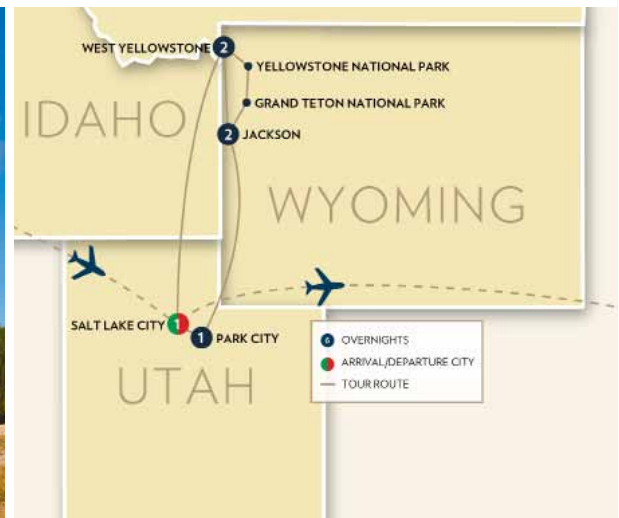 WEST YELLOWSTONE 2
YELLOWSTONE NATIONAL PARK
GRAND TETON NATIONAL PARK
IDAHO
2 JACKSON
WYOMING
SALT LAKE CITY 1
1 PARK CITY
UTAH
6 OVERNIGHTS
ARRIVAL/DEPARTURE CITY
TOUR ROUTE